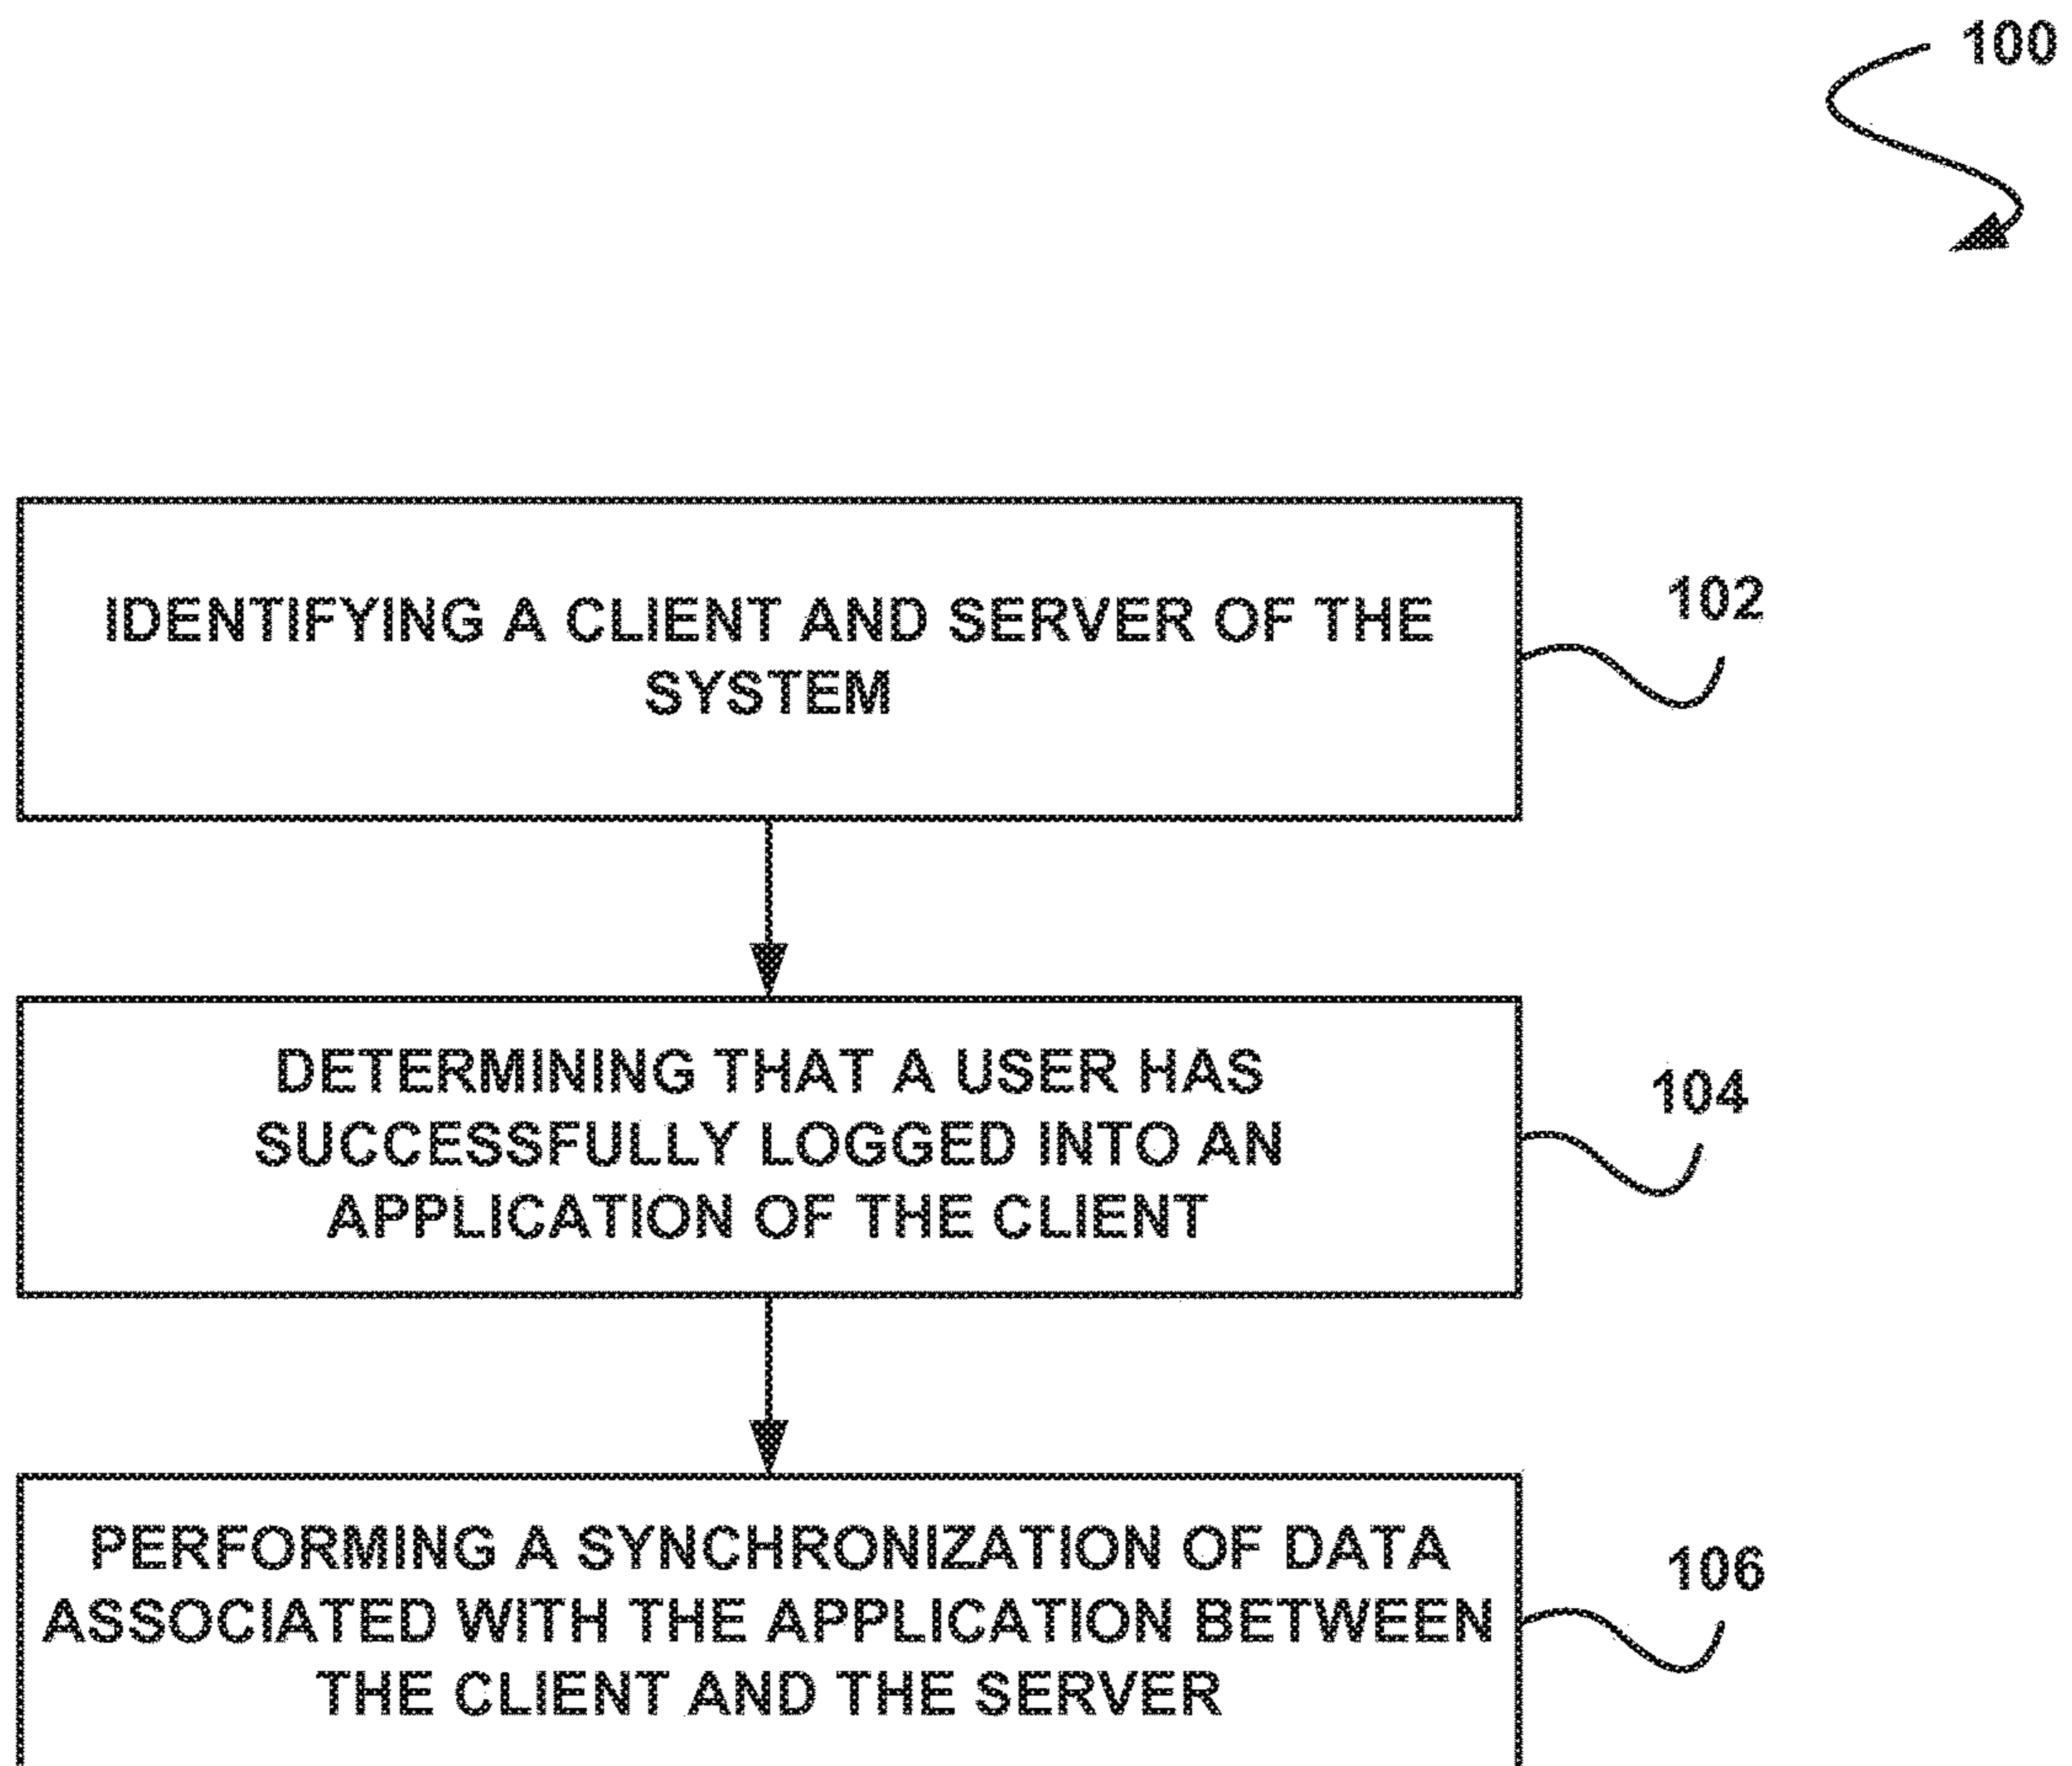 100
IDENTIFYING A CLIENT AND SERVER OF THE
SYSTEM
102
DETERMINING THAT A USER HAS
SUCCESSFULLY LOGGED INTO AN
APPLICATION OF THE CLIENT
104
PERFORMING A SYNCHRONIZATION OF DATA
ASSOCIATED WITH THE APPLICATION BETWEEN
THE CLIENT AND THE SERVER
106